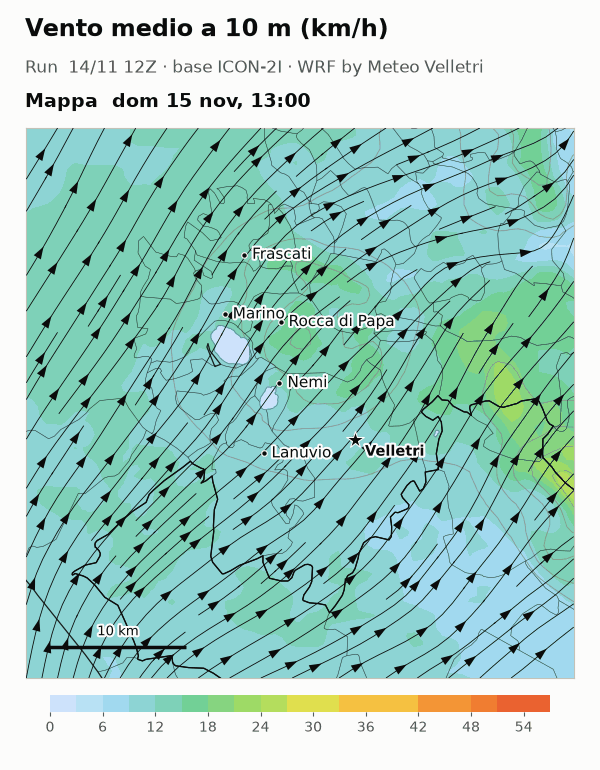 Vento medio a 10 m (km/h)
Run  14/11 12Z · base ICON-2I · WRF by Meteo Velletri
Mappa  dom 15 nov, 13:00
Frascati
Marino
Rocca di Papa
Nemi
Velletri
Lanuvio
10 km
0 6 12 18 24 30 36 42 48 54